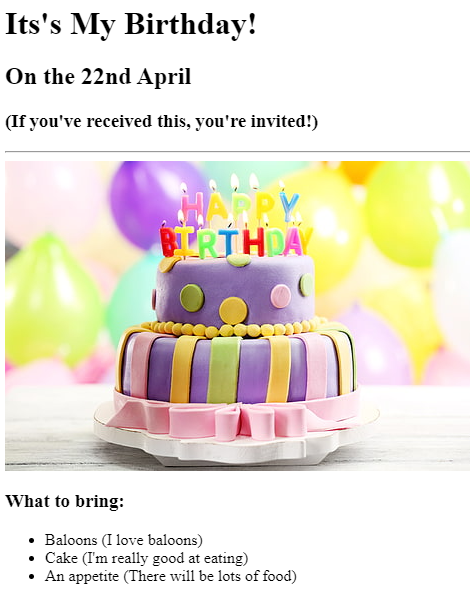 Its's My Birthday!
On the 22nd April
(If you've received this, you're invited!)
HAPPY
BIRTHDAY
What to bring:
Baloons (I love baloons)
Cake (I'm really good at eating)
An appetite (There will be lots of food)